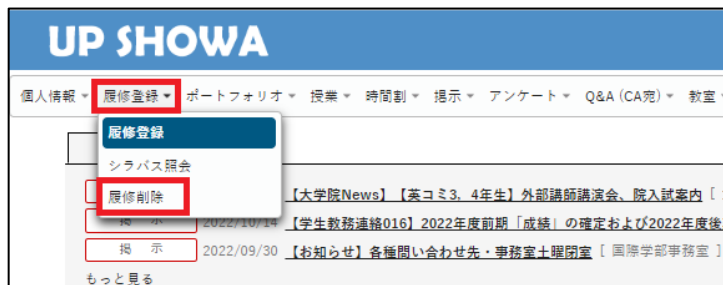 UP SHOWA
個人情報 履修登録 ポートフォリオ 授業 時間割 掲示 アンケート Q&A (CA宛) 教室
履修登録
シラバス照会
履修削除
【大学院News】【英コミ3，4年生】外部講師講演会、院入試案内 [
掲 示 2022/10/14 【学生教務連絡016】2022年度前期「成績」の確定および2022年度後
掲 示 2022/09/30 【お知らせ】各種問い合わせ先・事務室土曜閉室 [ 国際学部事務室 ]
もっと見る